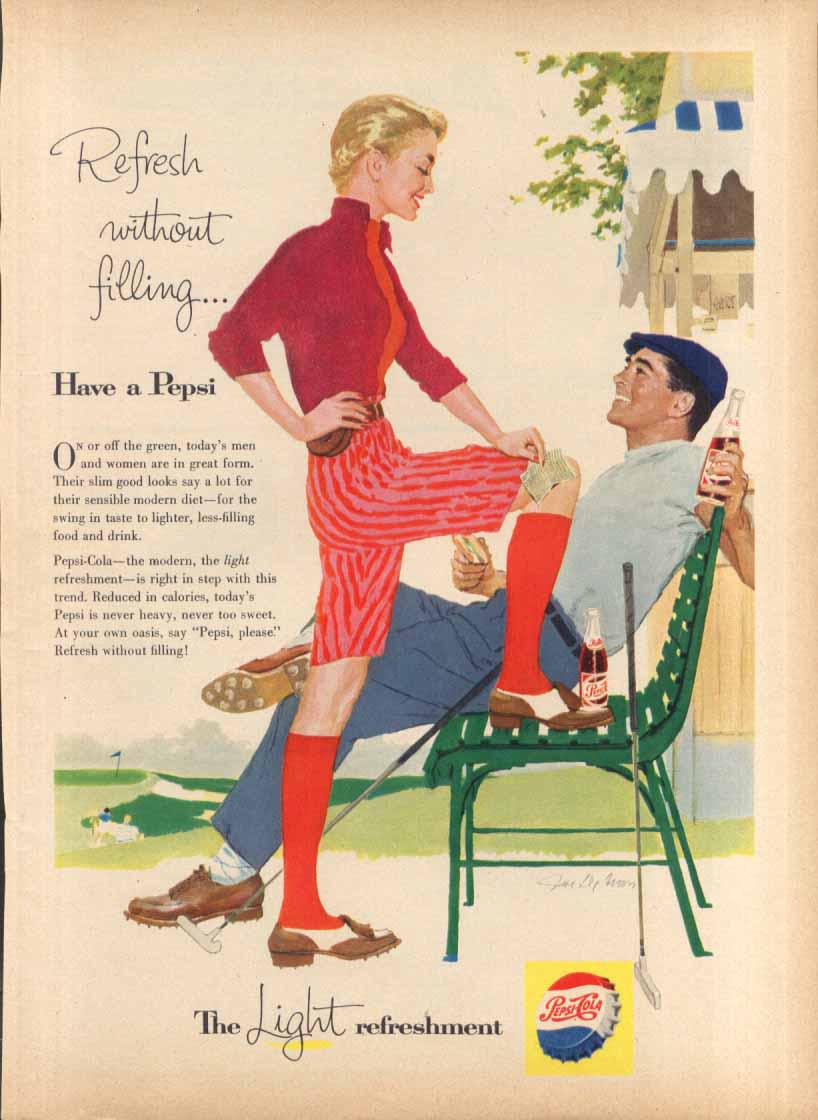 Refresh
without
filling...
Have a Pepsi
ON or off the green, today's men
and women are in great form.
Their slim good looks say a lot for
their sensible modern diet—for the
swing in taste to lighter, less-filling
food and drink.
Pepsi-Cola—the modern, the light
refreshment—is right in step with this
trend. Reduced in calories, today's
Pepsi is never heavy, never too sweet.
At your own oasis, say "Pepsi, please."
Refresh without filling!
The Light refreshment
PEPSI-COLA